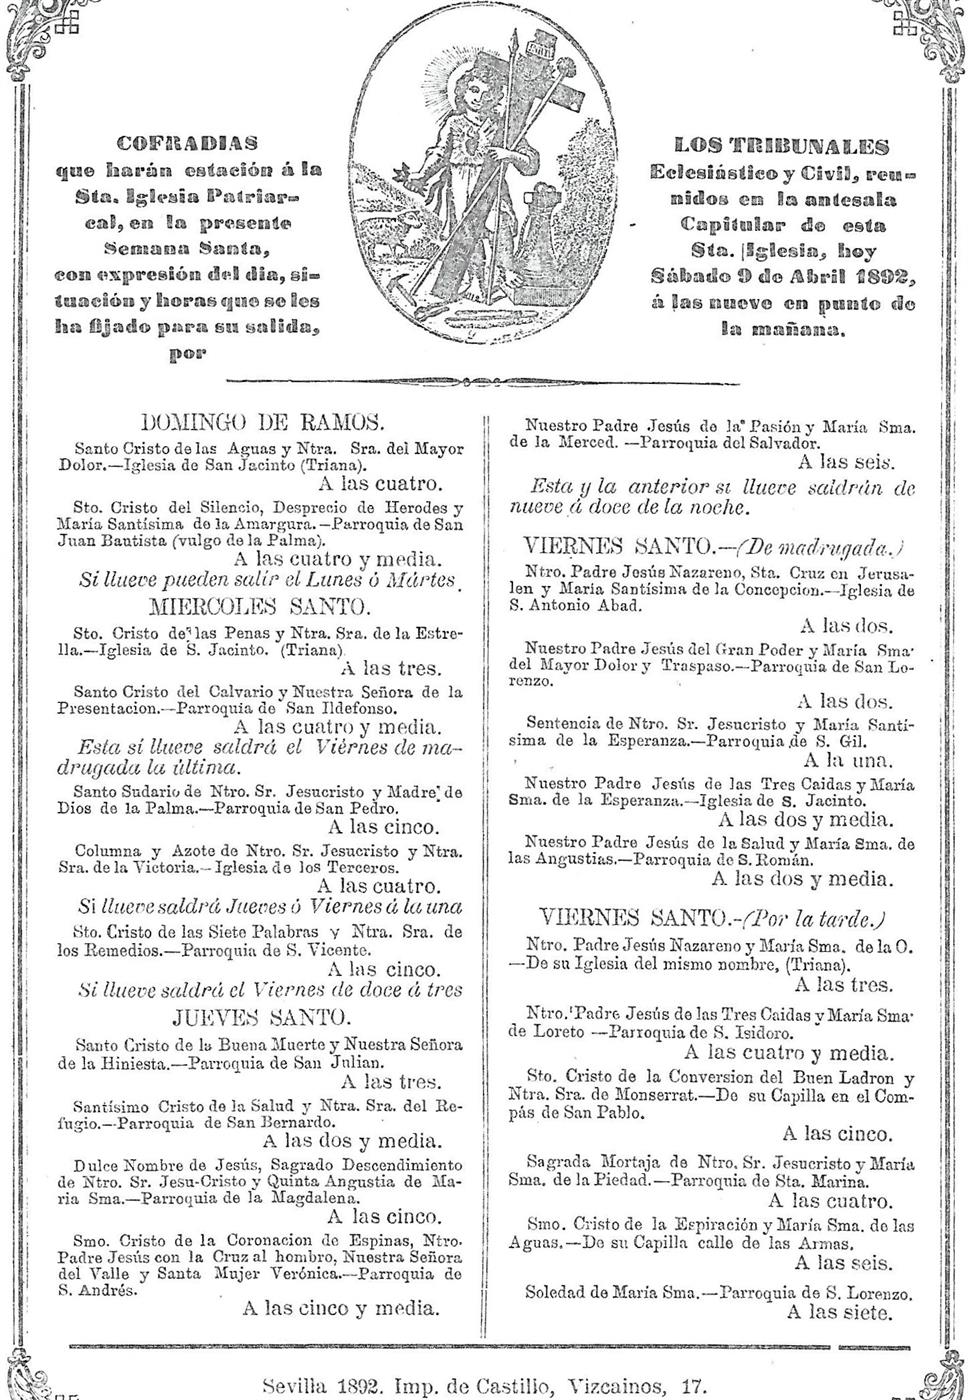 COFRADIAS
que harán estación á la
Sta. Iglesia Patriar-
cal, en la presente
Semana Santa,
con expresión del dia, si-
tuación y horas que se les
ha fijado para su salida,
por
LOS TRIBUNALES
Eclesiástico y Civil, reu-
nidos en la antesala
Capitular de esta
Sta. Iglesia, hoy
Sábado 9 de Abril 1892,
á las nueve en punto de
la mañana.
DOMINGO DE RAMOS.
Santo Cristo de las Aguas y Ntra. Sra. del Mayor
Dolor.—Iglesia de San Jacinto (Triana).
A las cuatro.
Sto. Cristo del Silencio, Desprecio de Herodes y
María Santísima de la Amargura.—Parroquia de San
Juan Bautista (vulgo de la Palma).
A las cuatro y media.
Si llueve pueden salir el Lunes ó Mártes.
MIERCOLES SANTO.
Sto. Cristo de las Penas y Ntra. Sra. de la Estre-
lla.—Iglesia de S. Jacinto. (Triana)
A las tres.
Santo Cristo del Calvario y Nuestra Señora de la
Presentacion.—Parroquia de San Ildefonso.
A las cuatro y media.
Esta si llueve saldrá el Viérnes de ma-
drugada la última.
Santo Sudario de Ntro. Sr. Jesucristo y Madre de
Dios de la Palma.—Parroquia de San Pedro.
A las cinco.
Columna y Azote de Ntro. Sr. Jesucristo y Ntra.
Sra. de la Victoria.—Iglesia de los Terceros.
A las cuatro.
Si llueve saldrá Jueves ó Viernes á la una
Sto. Cristo de las Siete Palabras y Ntra. Sra. de
los Remedios.—Parroquia de S. Vicente.
A las cinco.
Si llueve saldrá el Viernes de doce á tres
JUEVES SANTO.
Santo Cristo de la Buena Muerte y Nuestra Señora
de la Hiniesta.—Parroquia de San Julian.
A las tres.
Santísimo Cristo de la Salud y Ntra. Sra. del Re-
fugio.—Parroquia de San Bernardo.
A las dos y media.
Dulce Nombre de Jesús, Sagrado Descendimiento
de Ntro. Sr. Jesu-Cristo y Quinta Angustia de Ma-
ria Sma.—Parroquia de la Magdalena.
A las cinco.
Smo. Cristo de la Coronacion de Espinas, Ntro.
Padre Jesús con la Cruz al hombro, Nuestra Señora
del Valle y Santa Mujer Verónica.—Parroquia de
S. Andrés.
A las cinco y media.
Nuestro Padre Jesús de la Pasión y María Sma.
de la Merced. —Parroquia del Salvador.
A las seis.
Esta y la anterior si llueve saldrán de
nueve á doce de la noche.
VIERNES SANTO.—(De madrugada.)
Ntro. Padre Jesús Nazareno, Sta. Cruz en Jerusa-
len y María Santísima de la Concepcion.—Iglesia de
S. Antonio Abad.
A las dos.
Nuestro Padre Jesús del Gran Poder y María Sma.
del Mayor Dolor y Traspaso.—Parroquia de San Lo-
renzo.
A las dos.
Sentencia de Ntro. Sr. Jesucristo y María Santí-
sima de la Esperanza.—Parroquia de S. Gil.
A la una.
Nuestro Padre Jesús de las Tres Caidas y María
Sma. de la Esperanza.—Iglesia de S. Jacinto.
A las dos y media.
Nuestro Padre Jesús de la Salud y María Sma. de
las Angustias.—Parroquia de S. Román.
A las dos y media.
VIERNES SANTO.-(Por la tarde.)
Ntro. Padre Jesús Nazareno y María Sma. de la O.
—De su Iglesia del mismo nombre, (Triana).
A las tres.
Ntro. Padre Jesús de las Tres Caidas y María Sma.
de Loreto —Parroquia de S. Isidoro.
A las cuatro y media.
Sto. Cristo de la Conversion del Buen Ladron y
Ntra. Sra. de Monserrat.—De su Capilla en el Com-
pás de San Pablo.
A las cinco.
Sagrada Mortaja de Ntro. Sr. Jesucristo y María
Sma. de la Piedad.—Parroquia de Sta. Marina.
A las cuatro.
Smo. Cristo de la Espiración y María Sma. de las
Aguas.—De su Capilla calle de las Armas.
A las seis.
Soledad de María Sma.—Parroquia de S. Lorenzo.
A las siete.
Sevilla 1892. Imp. de Castillo, Vizcainos, 17.